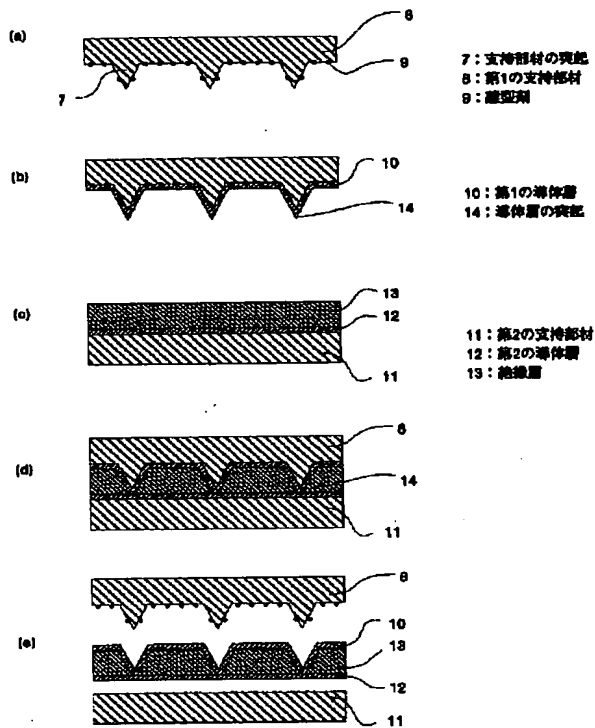 (a)
8
9
7
7：支持部材の突起
8：第1の支持部材
9：離型剤
(b)
10
14
10：第1の導体層
14：導体層の突起
(c)
13
12
11
11：第2の支持部材
12：第2の導体層
13：絶縁層
(d)
8
14
11
(e)
8
10
13
12
11